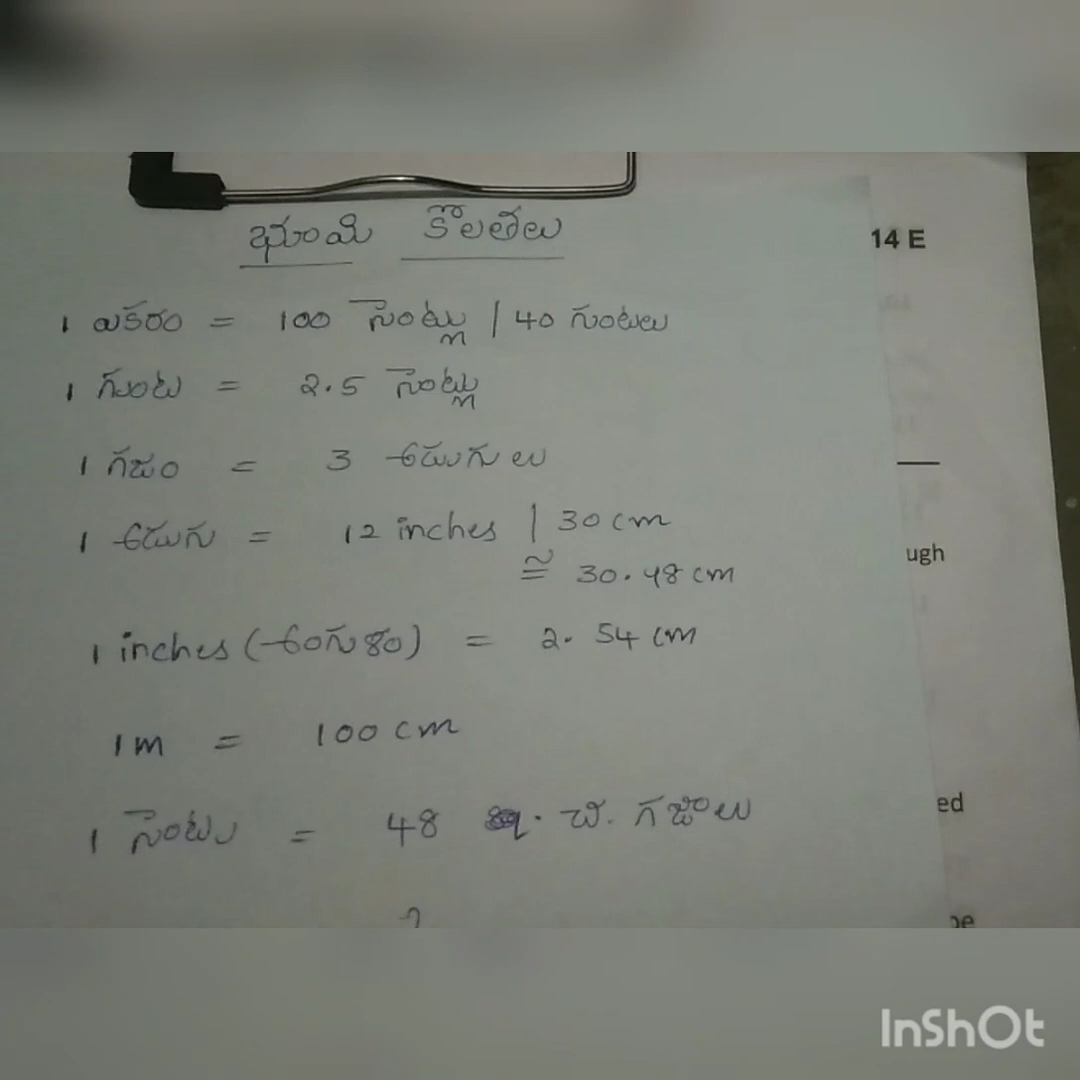 భూమి కొలతలు
1 ఎకరం = 100 సెంట్లు | 40 గుంటలు
1 గుంట = 2.5 సెంట్లు
1 గజం = 3 అడుగులు
1 అడుగు = 12 inches | 30 cm
≅ 30.48 cm
1 inches (అంగుళం) = 2.54 cm
1m = 100 cm
1 సెంటు = 48 చ. గజాలు
14 E
ugh
ed
InShOt